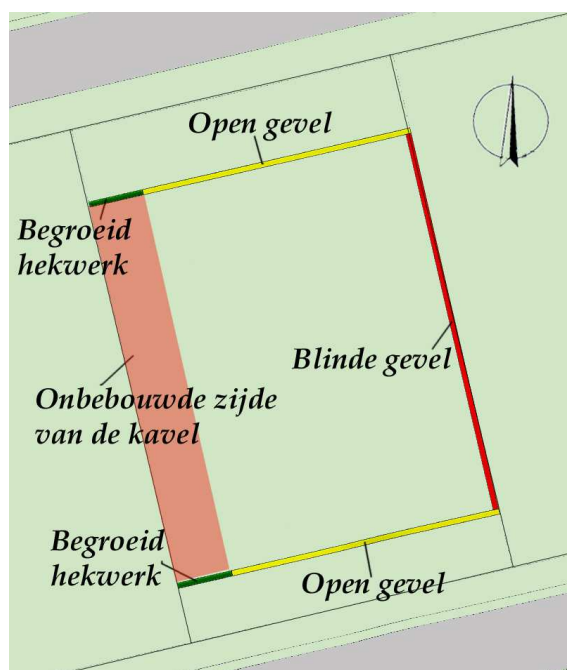 Open gevel
Begroeid
hekwerk
Blinde gevel
Onbebouwde zijde
van de kavel
Begroeid
hekwerk
Open gevel